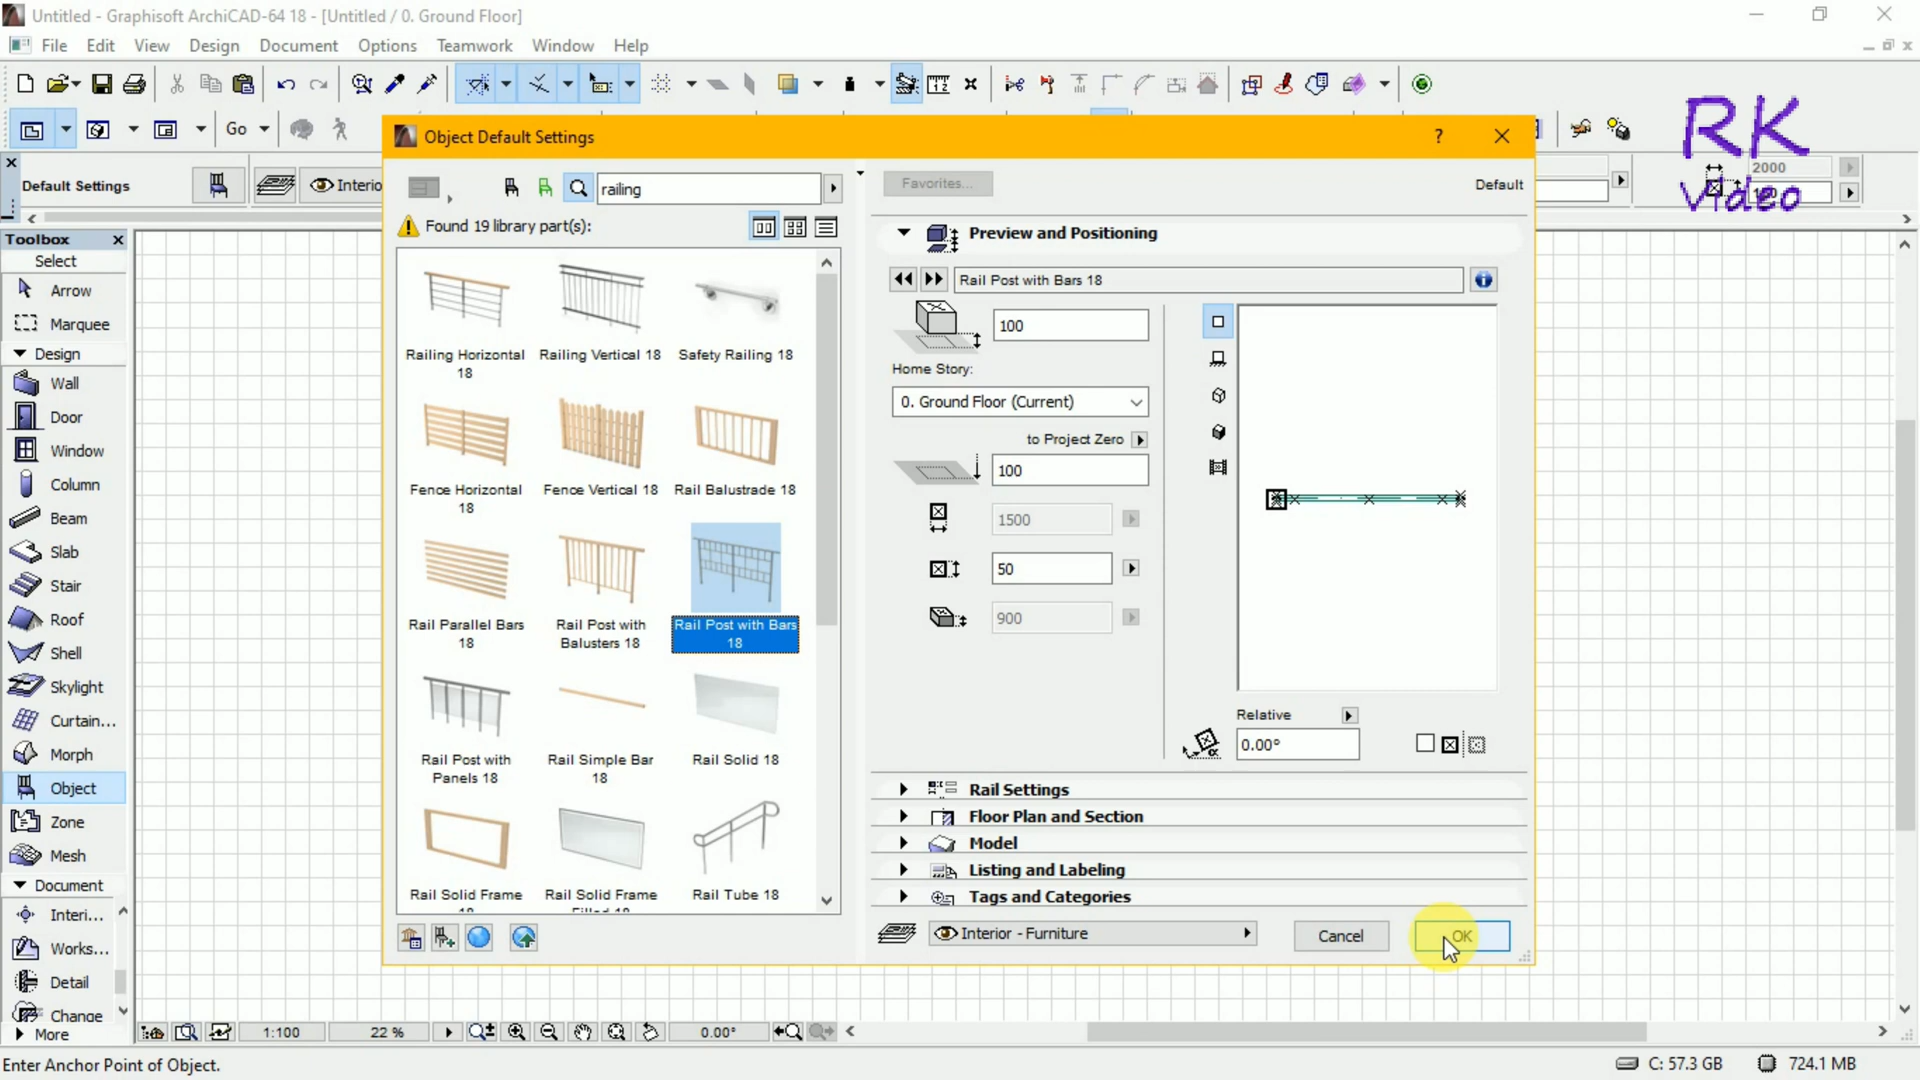 Untitled - Graphisoft ArchiCAD-64 18 - [Untitled / 0. Ground Floor]
File Edit View Design Document Options Teamwork Window Help
Go
RK
video
Default Settings
Interio
2000
Object Default Settings
?
railing
Found 19 library part(s):
Favorites...
Default
Preview and Positioning
Rail Post with Bars 18
100
Home Story:
0. Ground Floor (Current)
to Project Zero
100
1500
50
900
Relative
0.00°
Railing Horizontal
18
Railing Vertical 18
Safety Railing 18
Fence Horizontal
18
Fence Vertical 18
Rail Balustrade 18
Rail Parallel Bars
18
Rail Post with
Balusters 18
Rail Post with Bars
18
Rail Post with
Panels 18
Rail Simple Bar
18
Rail Solid 18
Rail Solid Frame
Rail Solid Frame
Rail Tube 18
Rail Settings
Floor Plan and Section
Model
Listing and Labeling
Tags and Categories
Interior - Furniture
Cancel
OK
Toolbox
Select
Arrow
Marquee
Design
Wall
Door
Window
Column
Beam
Slab
Stair
Roof
Shell
Skylight
Curtain...
Morph
Object
Zone
Mesh
Document
Interi...
Works...
Detail
Change
More
1:100
22 %
0.00°
Enter Anchor Point of Object.
C: 57.3 GB
724.1 MB